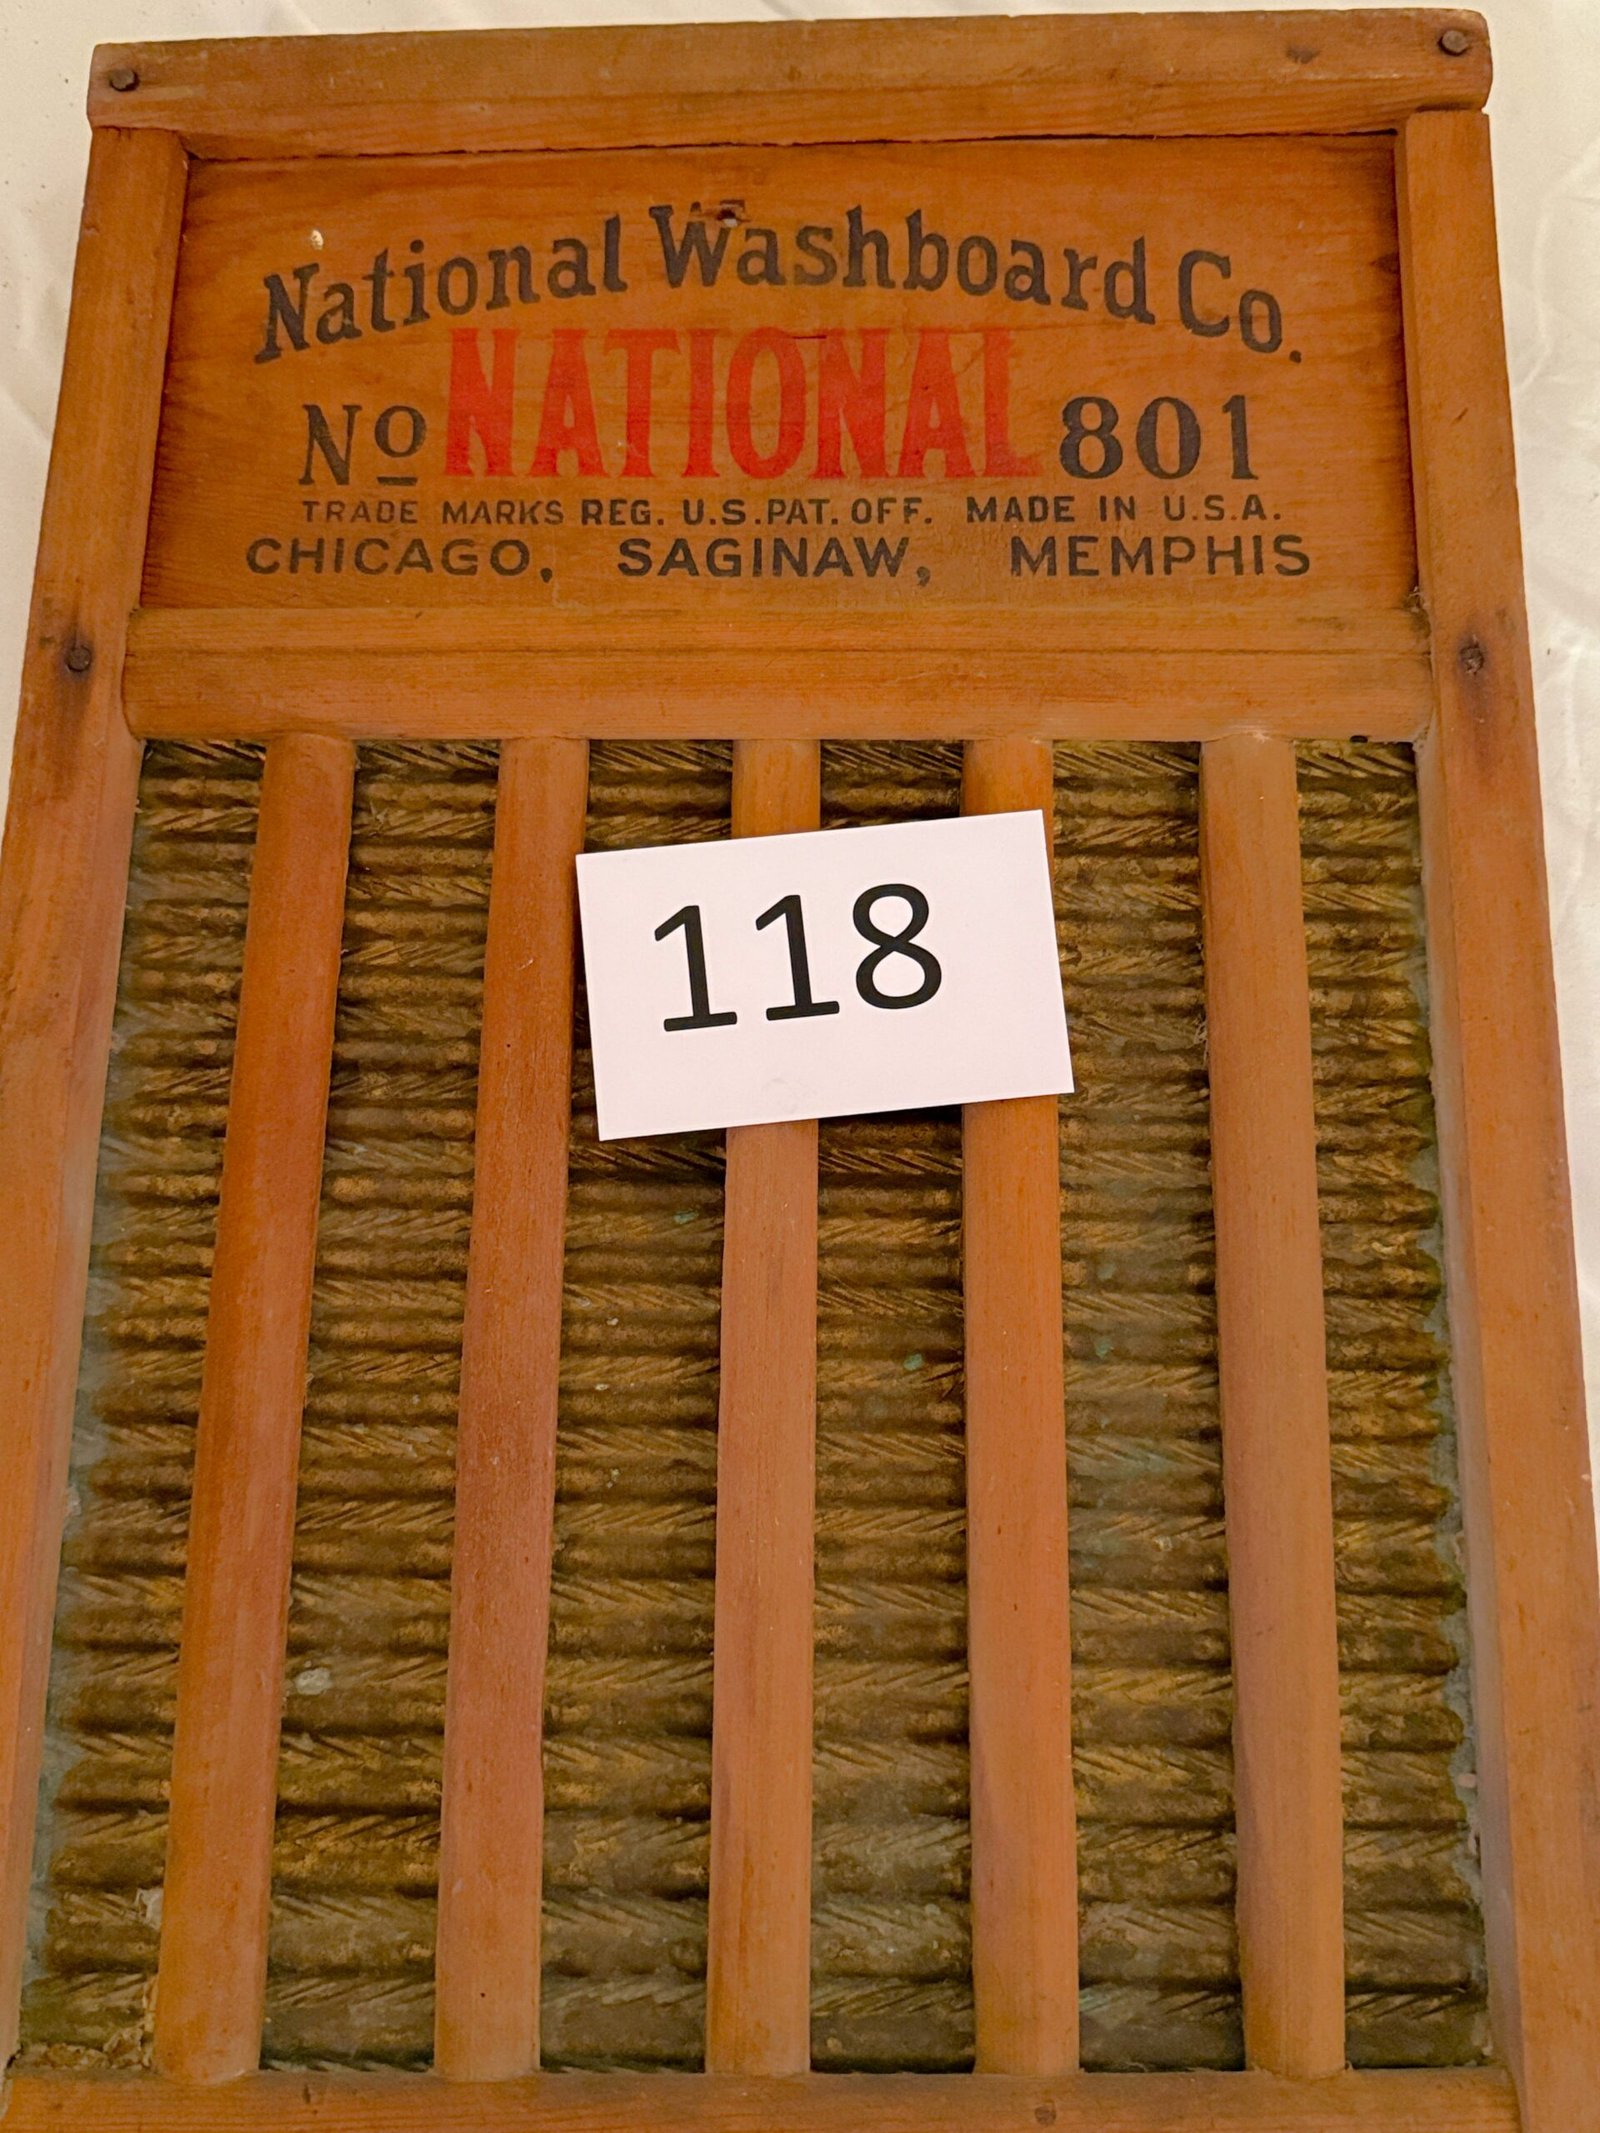 National Washboard Co.
No NATIONAL 801
TRADE MARKS REG. U.S.PAT.OFF. MADE IN U.S.A.
CHICAGO, SAGINAW, MEMPHIS
118